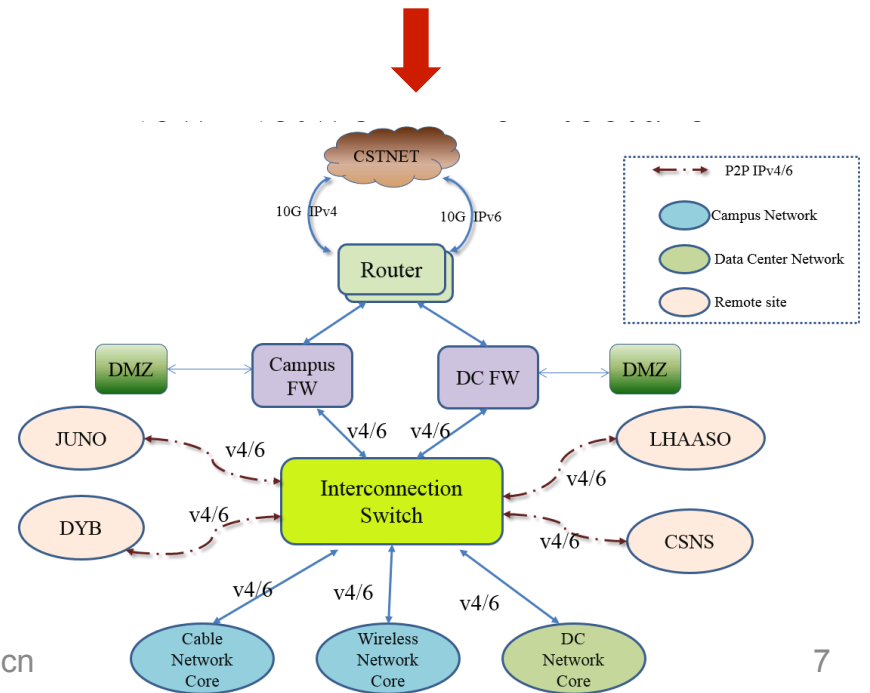 CSTNET
P2P IPv4/6
10G IPv4
10G IPv6
Campus Network
Router
Data Center Network
Remote site
DMZ
Campus
FW
DC FW
DMZ
JUNO
v4/6
v4/6
v4/6
LHAASO
v4/6
Interconnection
Switch
DYB
v4/6
v4/6
CSNS
v4/6
v4/6
v4/6
Cable
Network
Core
Wireless
Network
Core
DC
Network
Core
cn
7